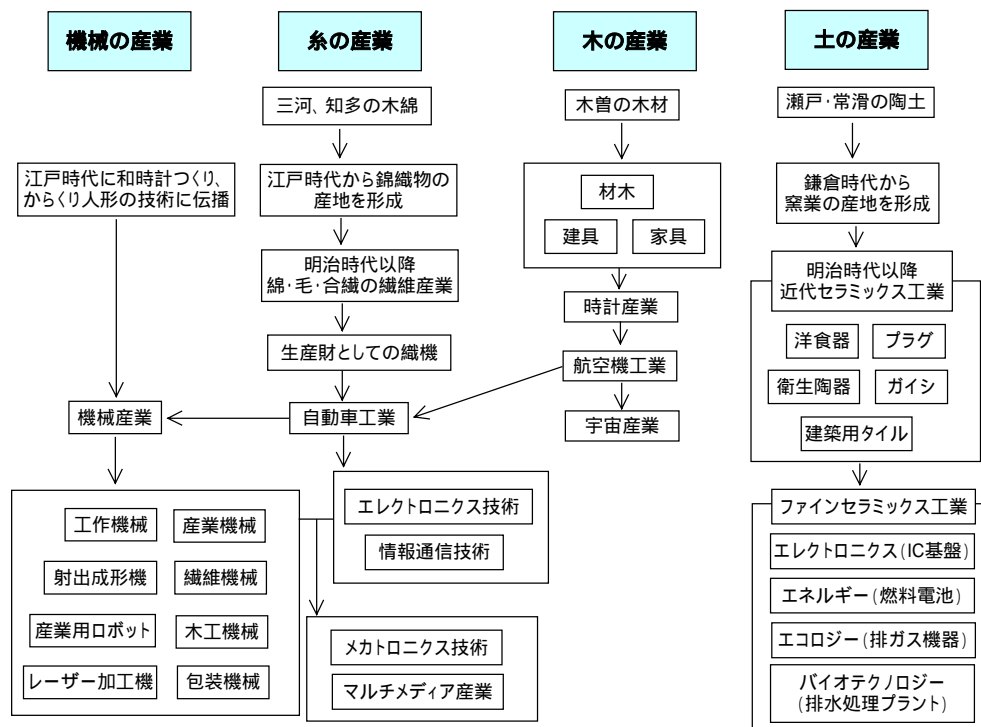 機械の産業
糸の産業
木の産業
土の産業
三河、知多の木綿
木曽の木材
瀬戸・常滑の陶土
江戸時代に和時計つくり、
からくり人形の技術に伝播
江戸時代から錦織物の
産地を形成
材木
建具
家具
鎌倉時代から
窯業の産地を形成
明治時代以降
綿・毛・合繊の繊維産業
時計産業
明治時代以降
近代セラミックス工業
洋食器
プラグ
衛生陶器
ガイシ
建築用タイル
生産財としての織機
航空機工業
機械産業
自動車工業
宇宙産業
工作機械
産業機械
射出成形機
繊維機械
産業用ロボット
木工機械
レーザー加工機
包装機械
エレクトロニクス技術
情報通信技術
メカトロニクス技術
マルチメディア産業
ファインセラミックス工業
エレクトロニクス(IC基盤)
エネルギー(燃料電池)
エコロジー(排ガス機器)
バイオテクノロジー
(排水処理プラント)